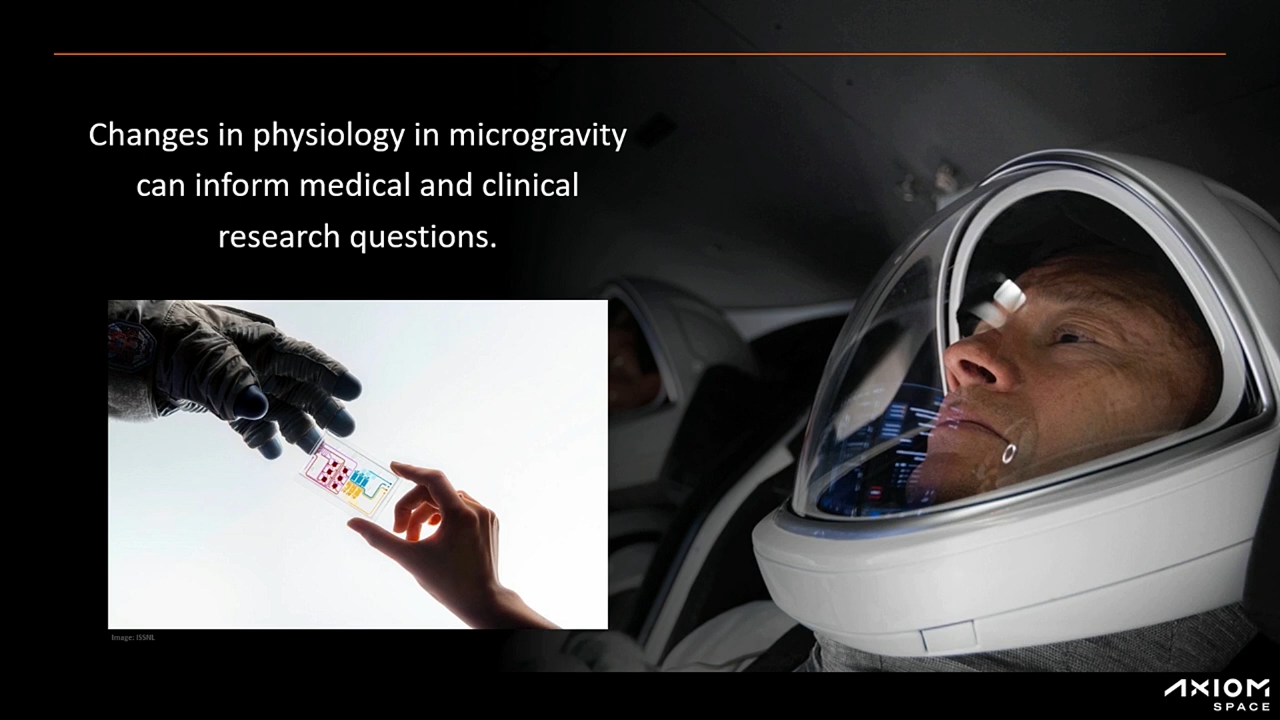 Changes in physiology in microgravity
can inform medical and clinical
research questions.
Image: ISSNL
AXIOM
SPACE